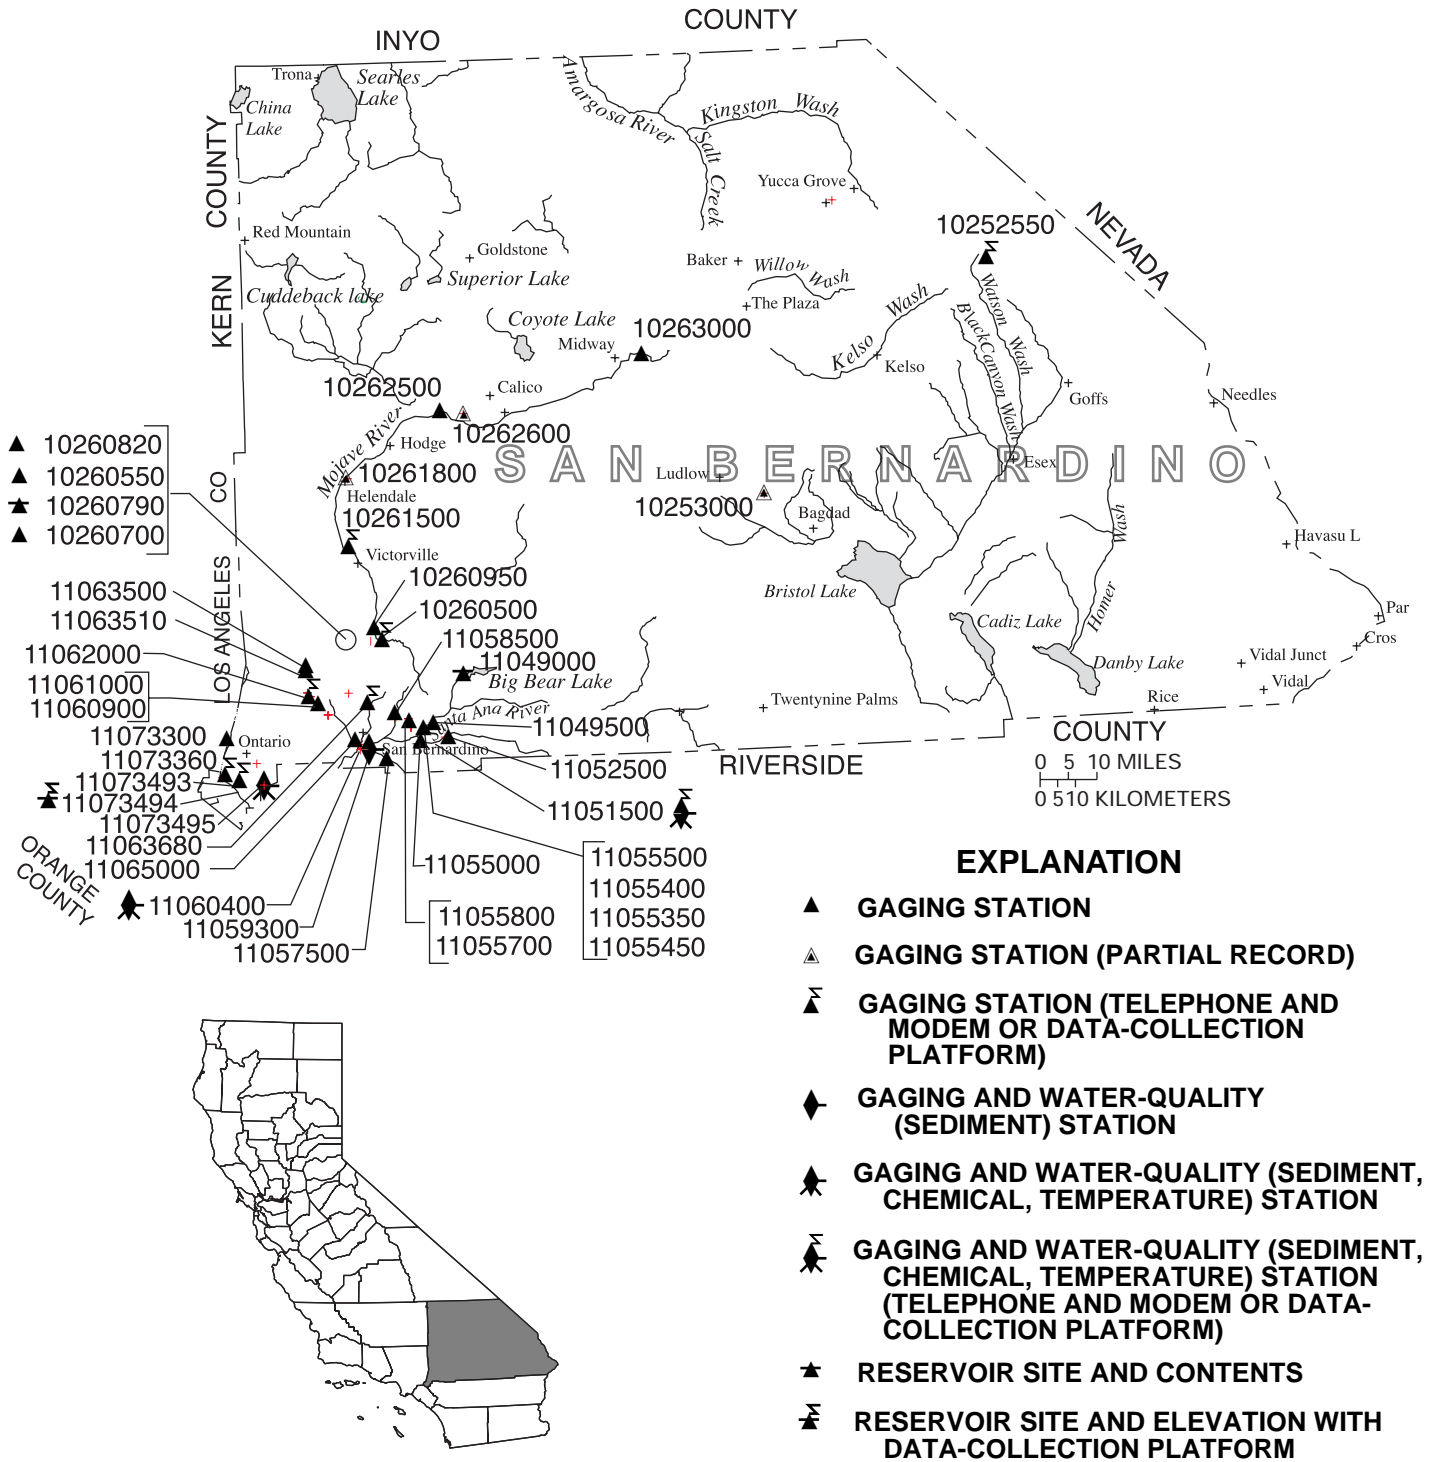 COUNTY
INYO
Trona
Searles
Lake
China
Lake
Amargosa River
Kingston Wash
Salt Creek
KERN COUNTY
Yucca Grove
NEVADA
10252550
Red Mountain
Goldstone
Baker
Willow Wash
Superior Lake
Cuddeback lake
The Plaza
Watson Wash
BlackCanyon Wash
Kelso Wash
Coyote Lake
10263000
Midway
Kelso
10262500
Calico
Goffs
Needles
Mojave River
10262600
Hodge
10260820
10260550
10260790
10260700
SAN BERNARDINO
Esex
10261800
Ludlow
Helendale
10253000
Bagdad
10261500
Wash
Homer
Victorville
Havasu L
LOS ANGELES CO
10260950
11063500
10260500
Bristol Lake
11063510
Cadiz Lake
Par
Cros
11058500
11062000
11049000
Big Bear Lake
Danby Lake
Vidal Junct
Vidal
11061000
11060900
Santa Ana River
Twentynine Palms
Rice
11049500
11073300
Ontario
San Bernardino
COUNTY
RIVERSIDE
11073360
11052500
0 5 10 MILES
11073493
11073494
0 510 KILOMETERS
11051500
11073495
11063680
ORANGE
COUNTY
11065000
11055000
11055500
11055400
11055350
11055450
11060400
11059300
11057500
11055800
11055700
EXPLANATION
GAGING STATION
GAGING STATION (PARTIAL RECORD)
GAGING STATION (TELEPHONE AND
MODEM OR DATA-COLLECTION
PLATFORM)
GAGING AND WATER-QUALITY
(SEDIMENT) STATION
GAGING AND WATER-QUALITY (SEDIMENT,
CHEMICAL, TEMPERATURE) STATION
GAGING AND WATER-QUALITY (SEDIMENT,
CHEMICAL, TEMPERATURE) STATION
(TELEPHONE AND MODEM OR DATA-
COLLECTION PLATFORM)
RESERVOIR SITE AND CONTENTS
RESERVOIR SITE AND ELEVATION WITH
DATA-COLLECTION PLATFORM